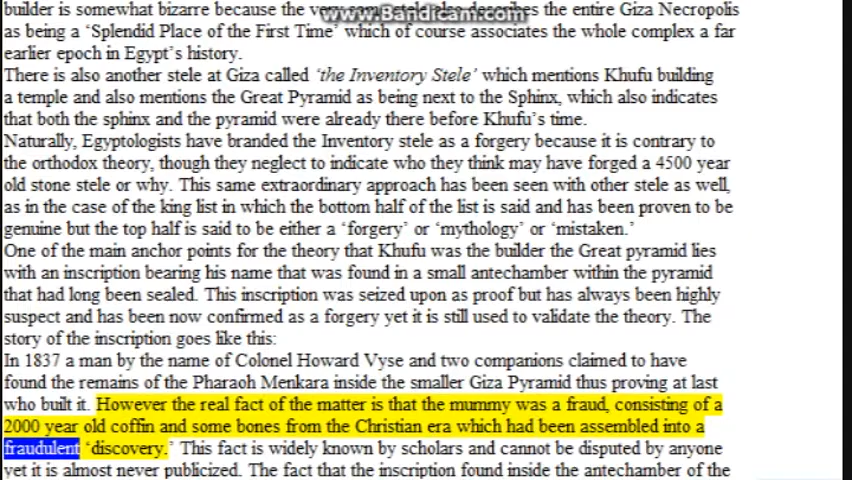 builder is somewhat bizarre because the very same stele also describes the entire Giza Necropolis
www.Bandicam.com
as being a ‘Splendid Place of the First Time’ which of course associates the whole complex a far
earlier epoch in Egypt’s history.
There is also another stele at Giza called ‘the Inventory Stele’ which mentions Khufu building
a temple and also mentions the Great Pyramid as being next to the Sphinx, which also indicates
that both the sphinx and the pyramid were already there before Khufu’s time.
Naturally, Egyptologists have branded the Inventory stele as a forgery because it is contrary to
the orthodox theory, though they neglect to indicate who they think may have forged a 4500 year
old stone stele or why. This same extraordinary approach has been seen with other stele as well,
as in the case of the king list in which the bottom half of the list is said and has been proven to be
genuine but the top half is said to be either a ‘forgery’ or ‘mythology’ or ‘mistaken.’
One of the main anchor points for the theory that Khufu was the builder the Great pyramid lies
with an inscription bearing his name that was found in a small antechamber within the pyramid
that had long been sealed. This inscription was seized upon as proof but has always been highly
suspect and has been now confirmed as a forgery yet it is still used to validate the theory. The
story of the inscription goes like this:
In 1837 a man by the name of Colonel Howard Vyse and two companions claimed to have
found the remains of the Pharaoh Menkara inside the smaller Giza Pyramid thus proving at last
who built it. However the real fact of the matter is that the mummy was a fraud, consisting of a
2000 year old coffin and some bones from the Christian era which had been assembled into a
fraudulent ‘discovery.’ This fact is widely known by scholars and cannot be disputed by anyone
yet it is almost never publicized. The fact that the inscription found inside the antechamber of the